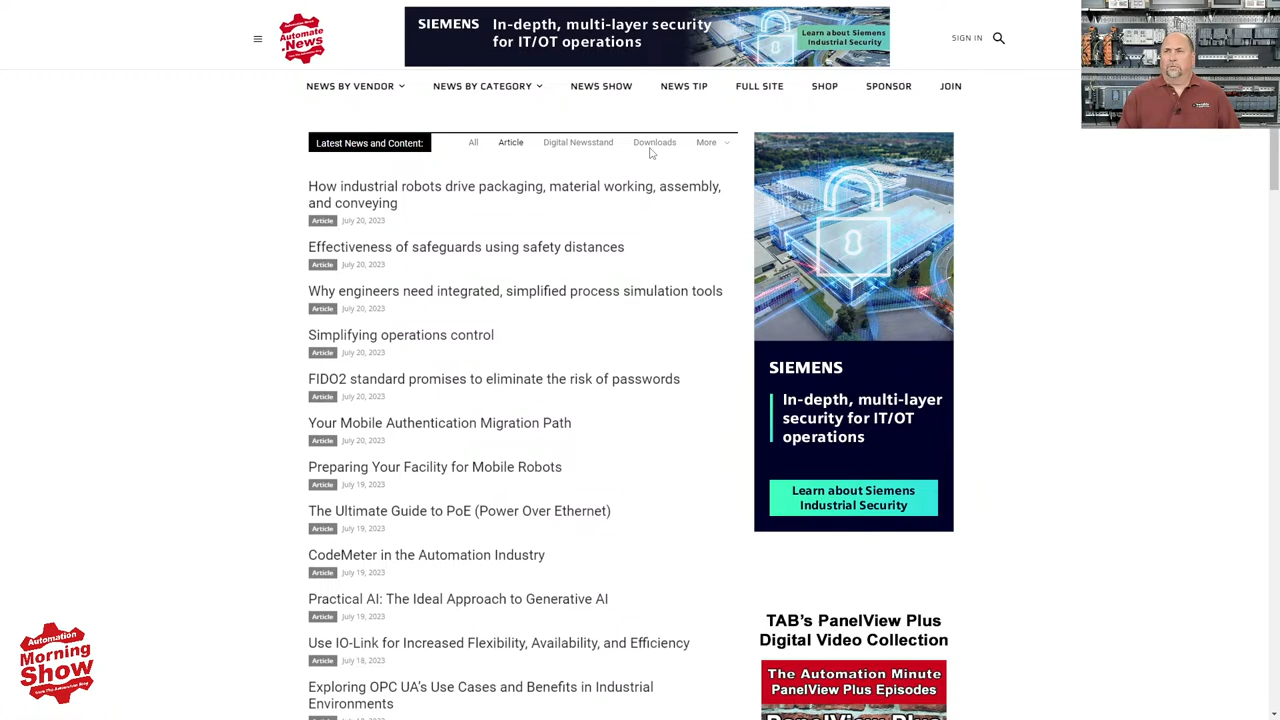 Automate
.News
SIEMENS
In-depth, multi-layer security
for IT/OT operations
Learn about Siemens
Industrial Security
SIGN IN
NEWS BY VENDOR
NEWS BY CATEGORY
NEWS SHOW
NEWS TIP
FULL SITE
SHOP
SPONSOR
JOIN
Latest News and Content:
All
Article
Digital Newsstand
Downloads
More
How industrial robots drive packaging, material working, assembly,
and conveying
Article July 20, 2023
Effectiveness of safeguards using safety distances
Article July 20, 2023
Why engineers need integrated, simplified process simulation tools
Article July 20, 2023
Simplifying operations control
Article July 20, 2023
FIDO2 standard promises to eliminate the risk of passwords
Article July 20, 2023
Your Mobile Authentication Migration Path
Article July 20, 2023
Preparing Your Facility for Mobile Robots
Article July 19, 2023
The Ultimate Guide to PoE (Power Over Ethernet)
Article July 19, 2023
CodeMeter in the Automation Industry
Article July 19, 2023
Practical AI: The Ideal Approach to Generative AI
Article July 19, 2023
Use IO-Link for Increased Flexibility, Availability, and Efficiency
Article July 18, 2023
Exploring OPC UA's Use Cases and Benefits in Industrial
Environments
SIEMENS
In-depth, multi-layer
security for IT/OT
operations
Learn about Siemens
Industrial Security
TAB's PanelView Plus
Digital Video Collection
The Automation Minute
PanelView Plus Episodes
PanelView Plus
Automation
Morning
Show